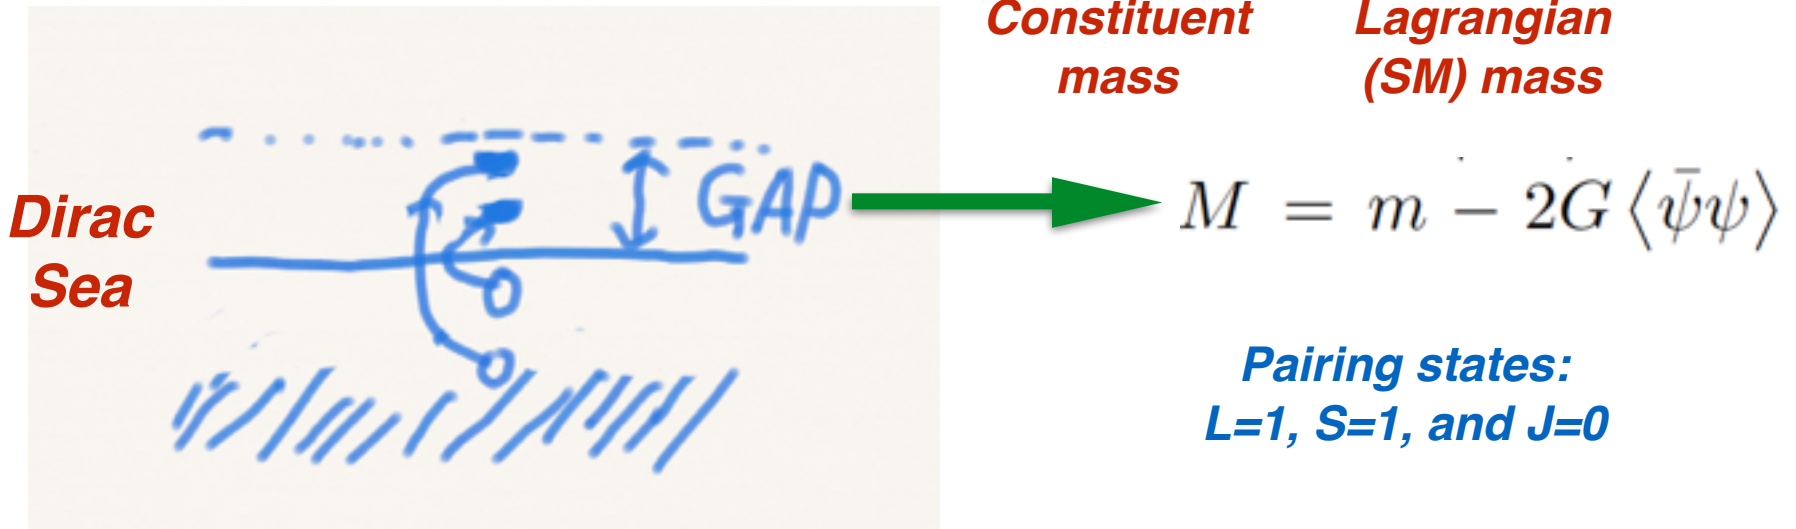 Constituent mass
Lagrangian (SM) mass
Dirac Sea
GAP
M = m − 2G ⟨ψ̄ψ⟩
Pairing states:
L=1, S=1, and J=0